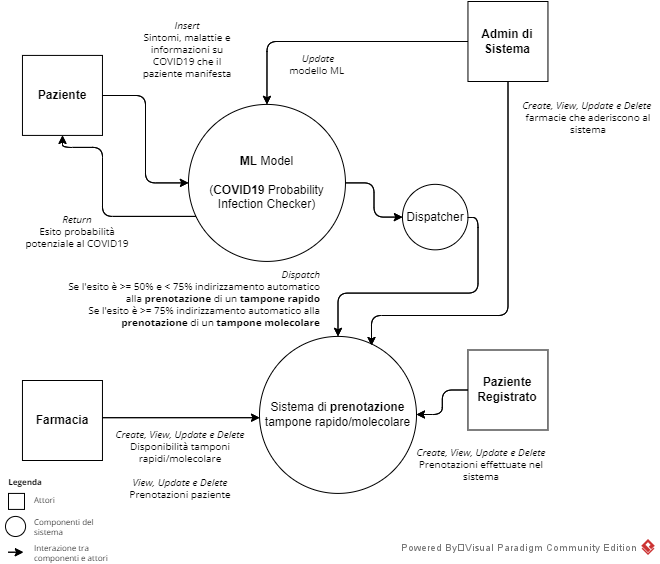 Insert
Sintomi, malattie e
informazioni su
COVID19 che il
paziente manifesta
Admin di
Sistema
Update
modello ML
Paziente
Create, View, Update e Delete
farmacie che aderiscono al
sistema
ML Model
(COVID19 Probability
Infection Checker)
Dispatcher
Return
Esito probabilità
potenziale al COVID19
Dispatch
Se l'esito è >= 50% e < 75% indirizzamento automatico
alla prenotazione di un tampone rapido
Se l'esito è >= 75% indirizzamento automatico alla
prenotazione di un tampone molecolare
Farmacia
Sistema di prenotazione
tampone rapido/molecolare
Paziente
Registrato
Create, View, Update e Delete
Disponibilità tamponi
rapidi/molecolare
View, Update e Delete
Prenotazioni paziente
Create, View, Update e Delete
Prenotazioni effettuate nel
sistema
Legenda
Attori
Componenti del
sistema
Interazione tra
componenti e attori
Powered By□Visual Paradigm Community Edition